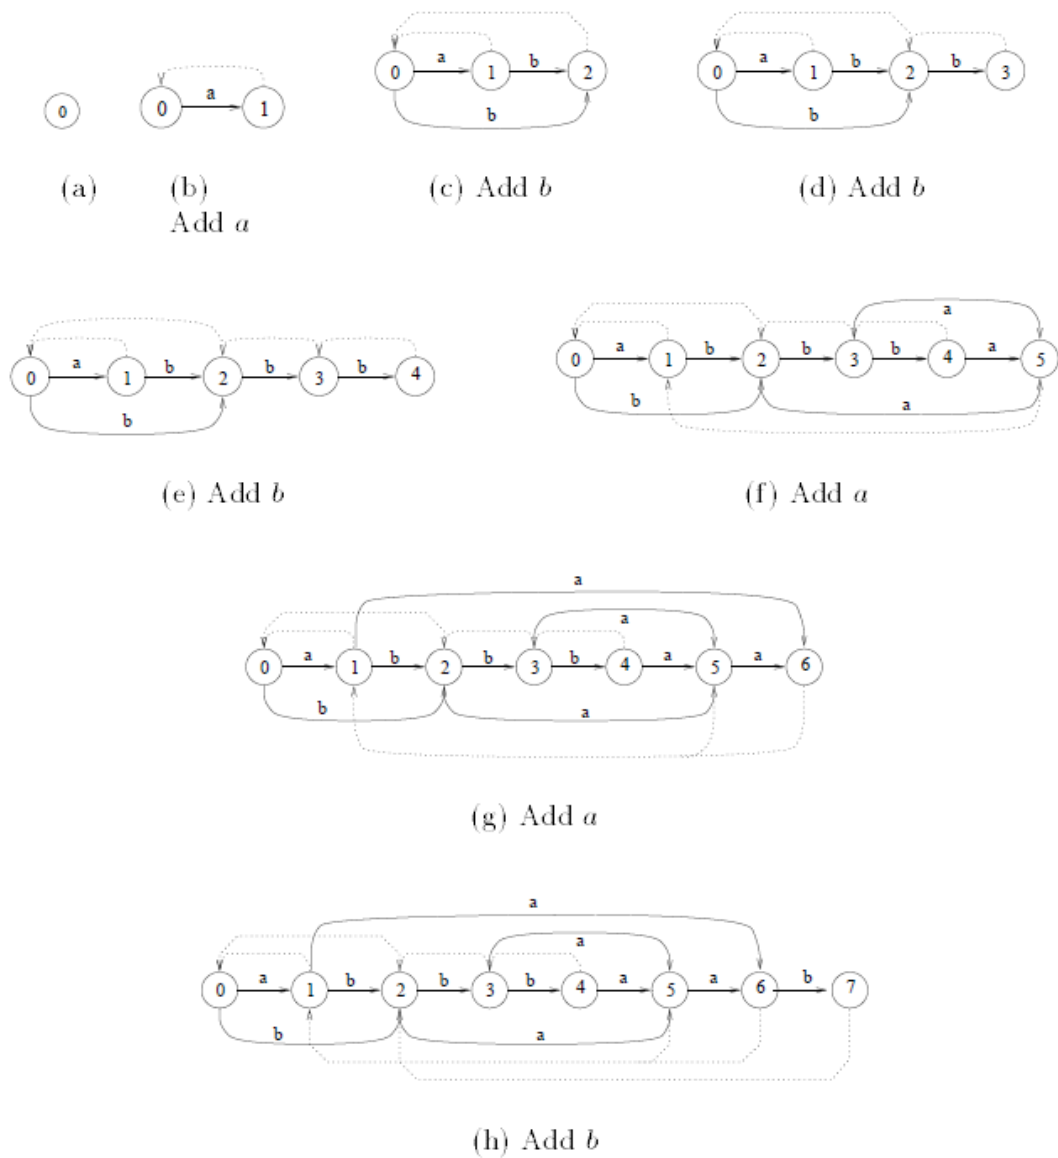 a b
a b b
0 1 2
0 1 2 3
a
0 0 1
b b
(a) (b) (c) Add b (d) Add b
Add a
a
a b b b
0 1 2 3 4
a b b b a
0 1 2 3 4 5
b
b a
(e) Add b (f) Add a
a
a
a b b b a a
0 1 2 3 4 5 6
b a
(g) Add a
a
a
a b b b a a b
0 1 2 3 4 5 6 7
b a
(h) Add b